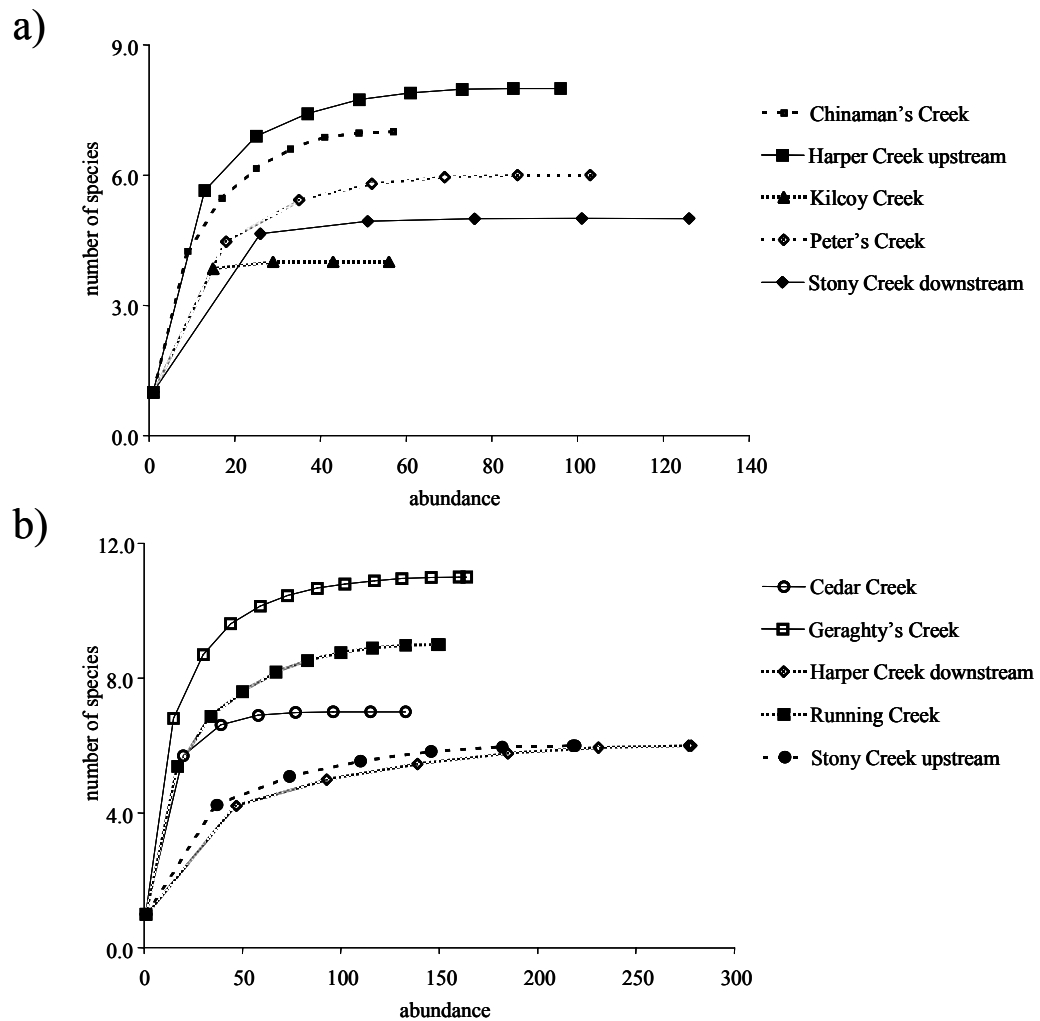 a)
9.0
6.0
3.0
0.0
number of species
0 20 40 60 80 100 120 140
abundance
Chinaman's Creek
Harper Creek upstream
Kilcoy Creek
Peter's Creek
Stony Creek downstream
b)
12.0
8.0
4.0
0.0
number of species
0 50 100 150 200 250 300
abundance
Cedar Creek
Geraghty's Creek
Harper Creek downstream
Running Creek
Stony Creek upstream